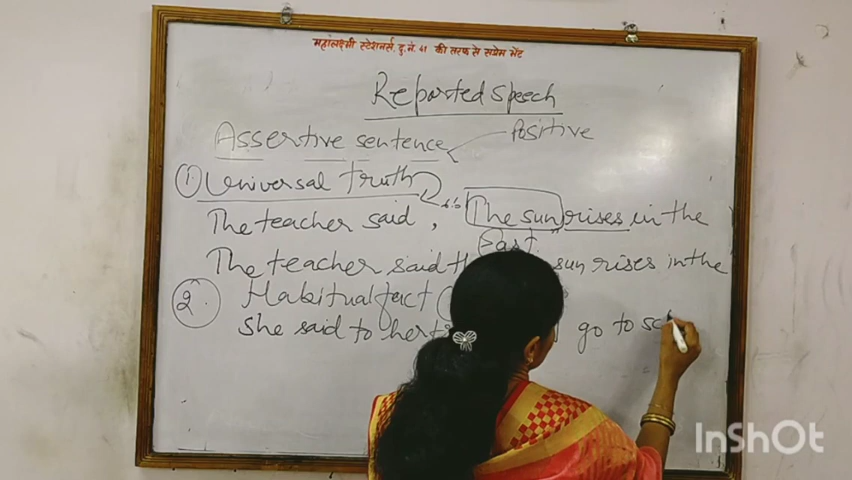 महालक्ष्मी स्टेशनर्स, दु.नं. 41 की तरफ से सप्रेम भेंट
Reported speech
Assertive sentence Positive
1. Universal truth
The teacher said, "The sun rises in the
East."
The teacher said sun rises in the
2. Habitual fact
She said to her go to
InShOt